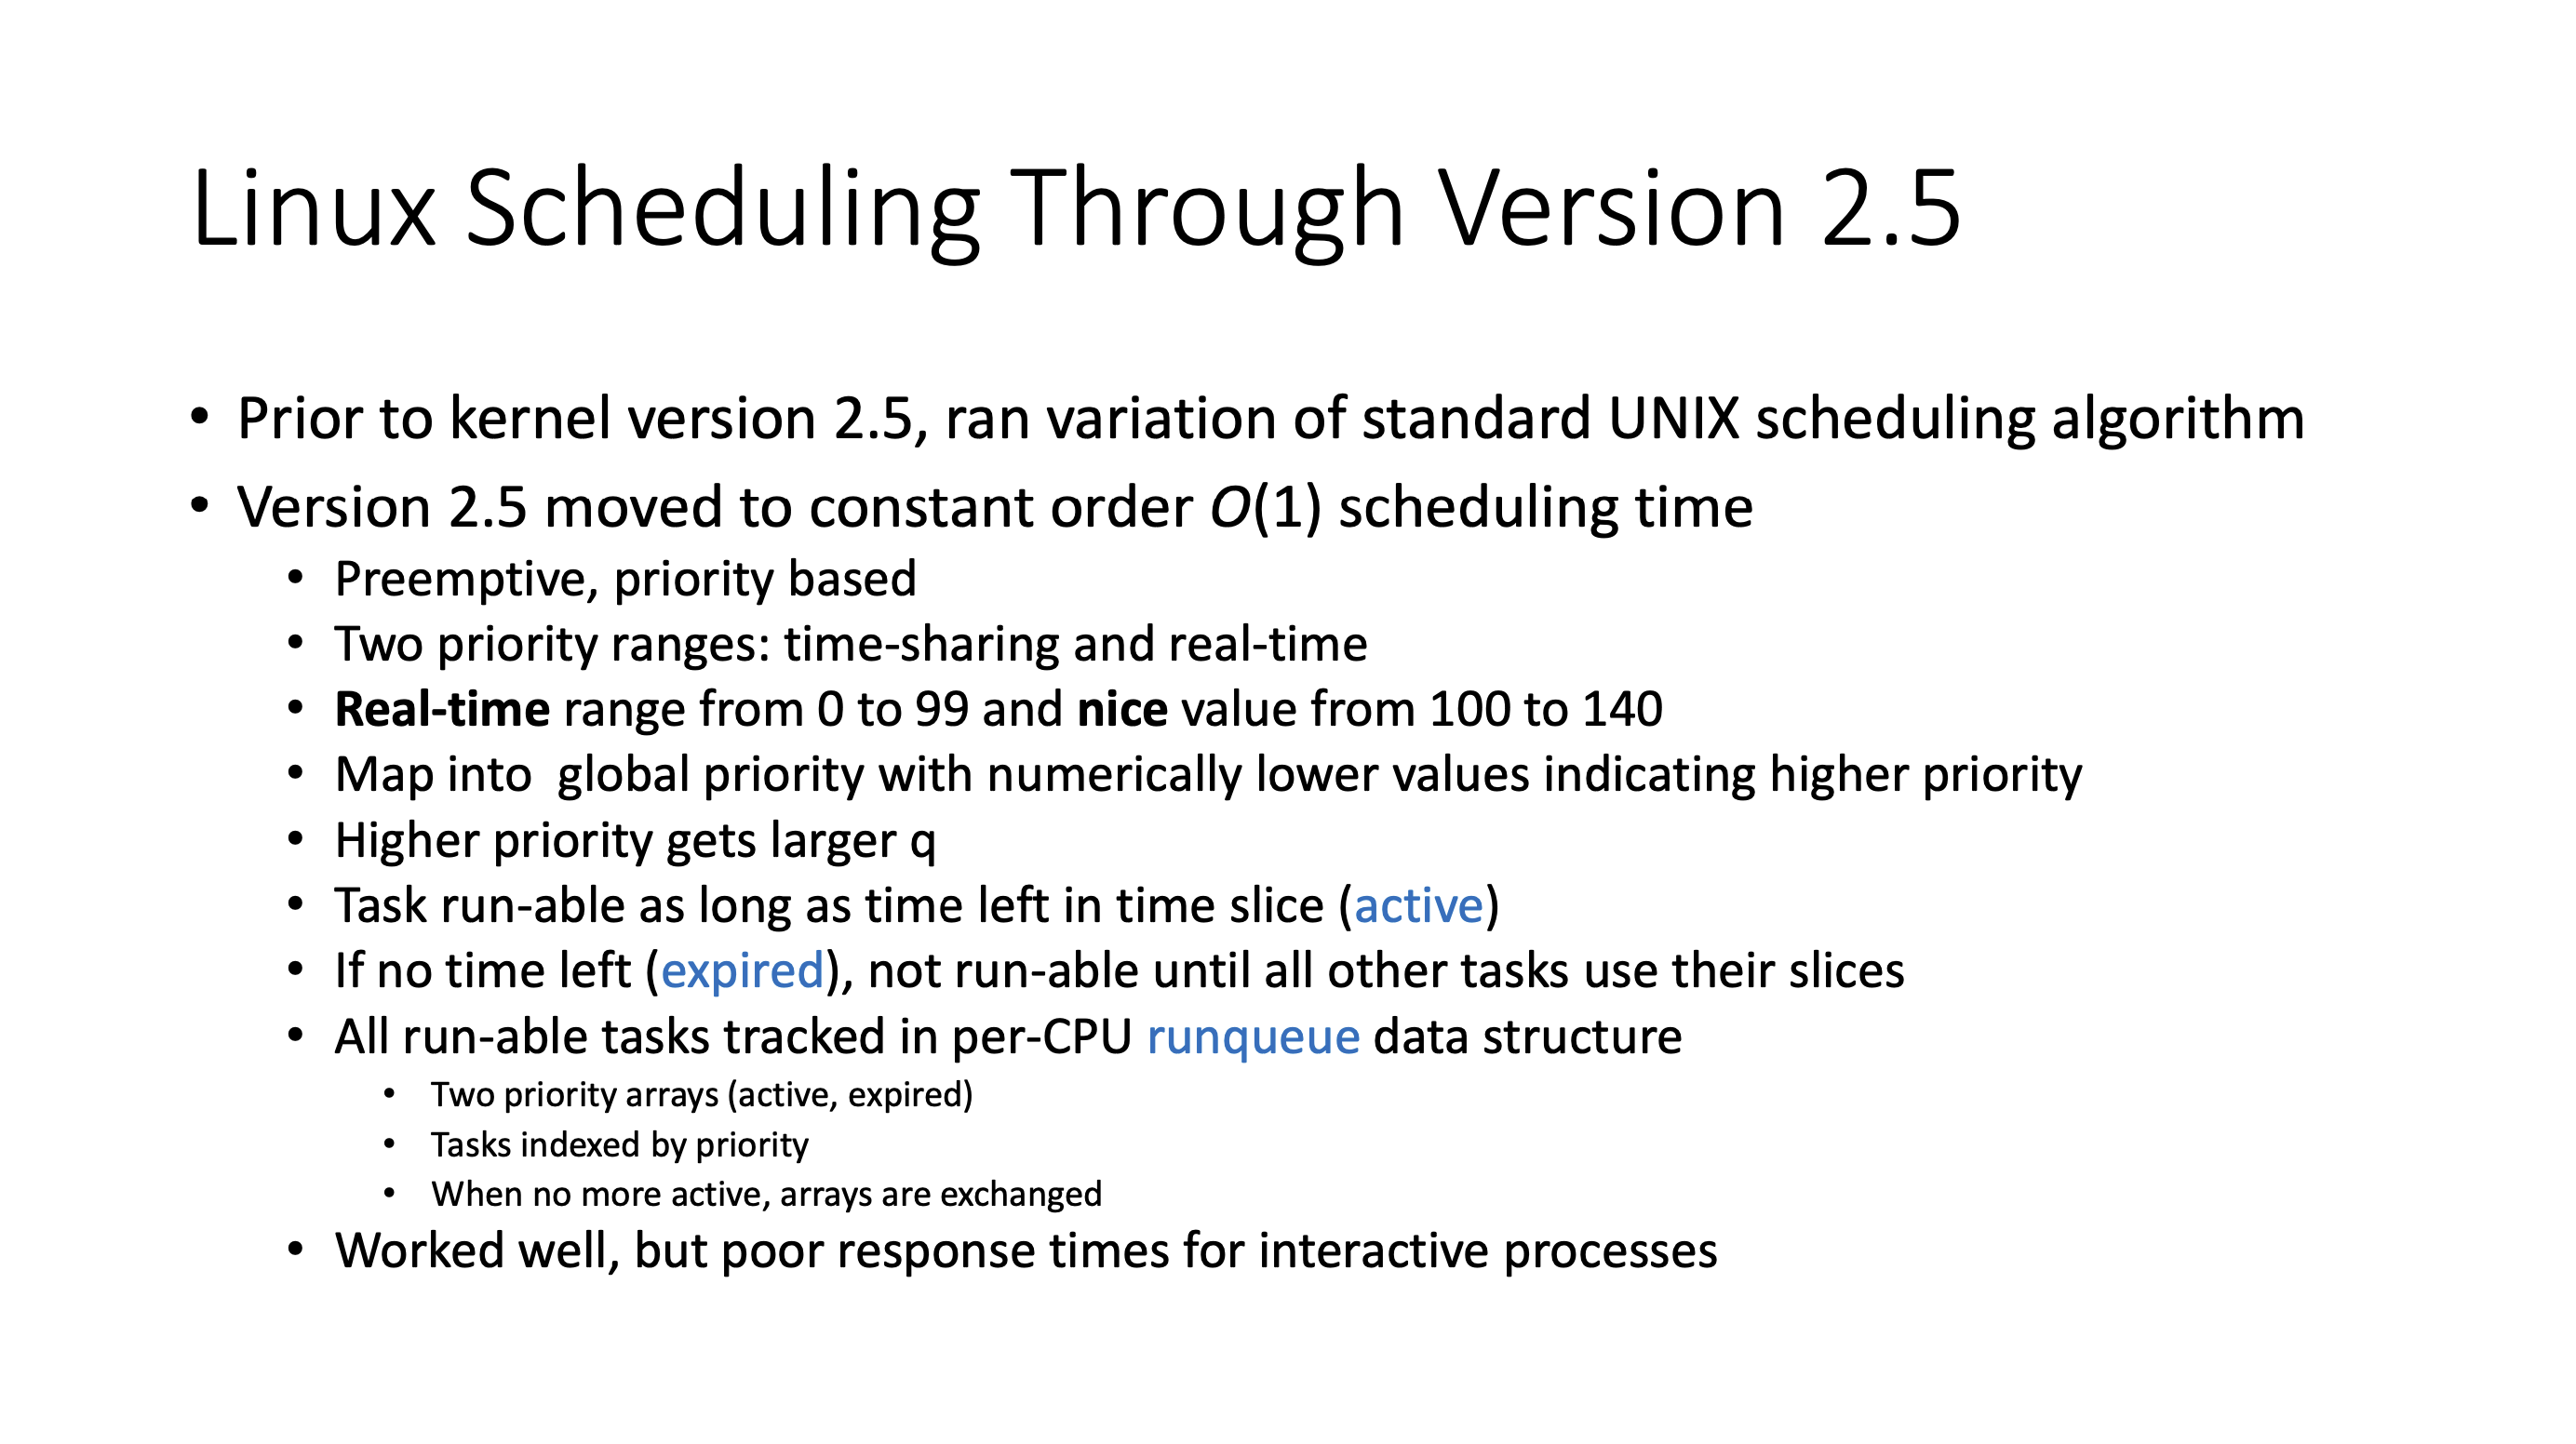 Linux Scheduling Through Version 2.5
• Prior to kernel version 2.5, ran variation of standard UNIX scheduling algorithm
• Version 2.5 moved to constant order O(1) scheduling time
• Preemptive, priority based
• Two priority ranges: time-sharing and real-time
• Real-time range from 0 to 99 and nice value from 100 to 140
• Map into  global priority with numerically lower values indicating higher priority
• Higher priority gets larger q
• Task run-able as long as time left in time slice (active)
• If no time left (expired), not run-able until all other tasks use their slices
• All run-able tasks tracked in per-CPU runqueue data structure
• Two priority arrays (active, expired)
• Tasks indexed by priority
• When no more active, arrays are exchanged
• Worked well, but poor response times for interactive processes